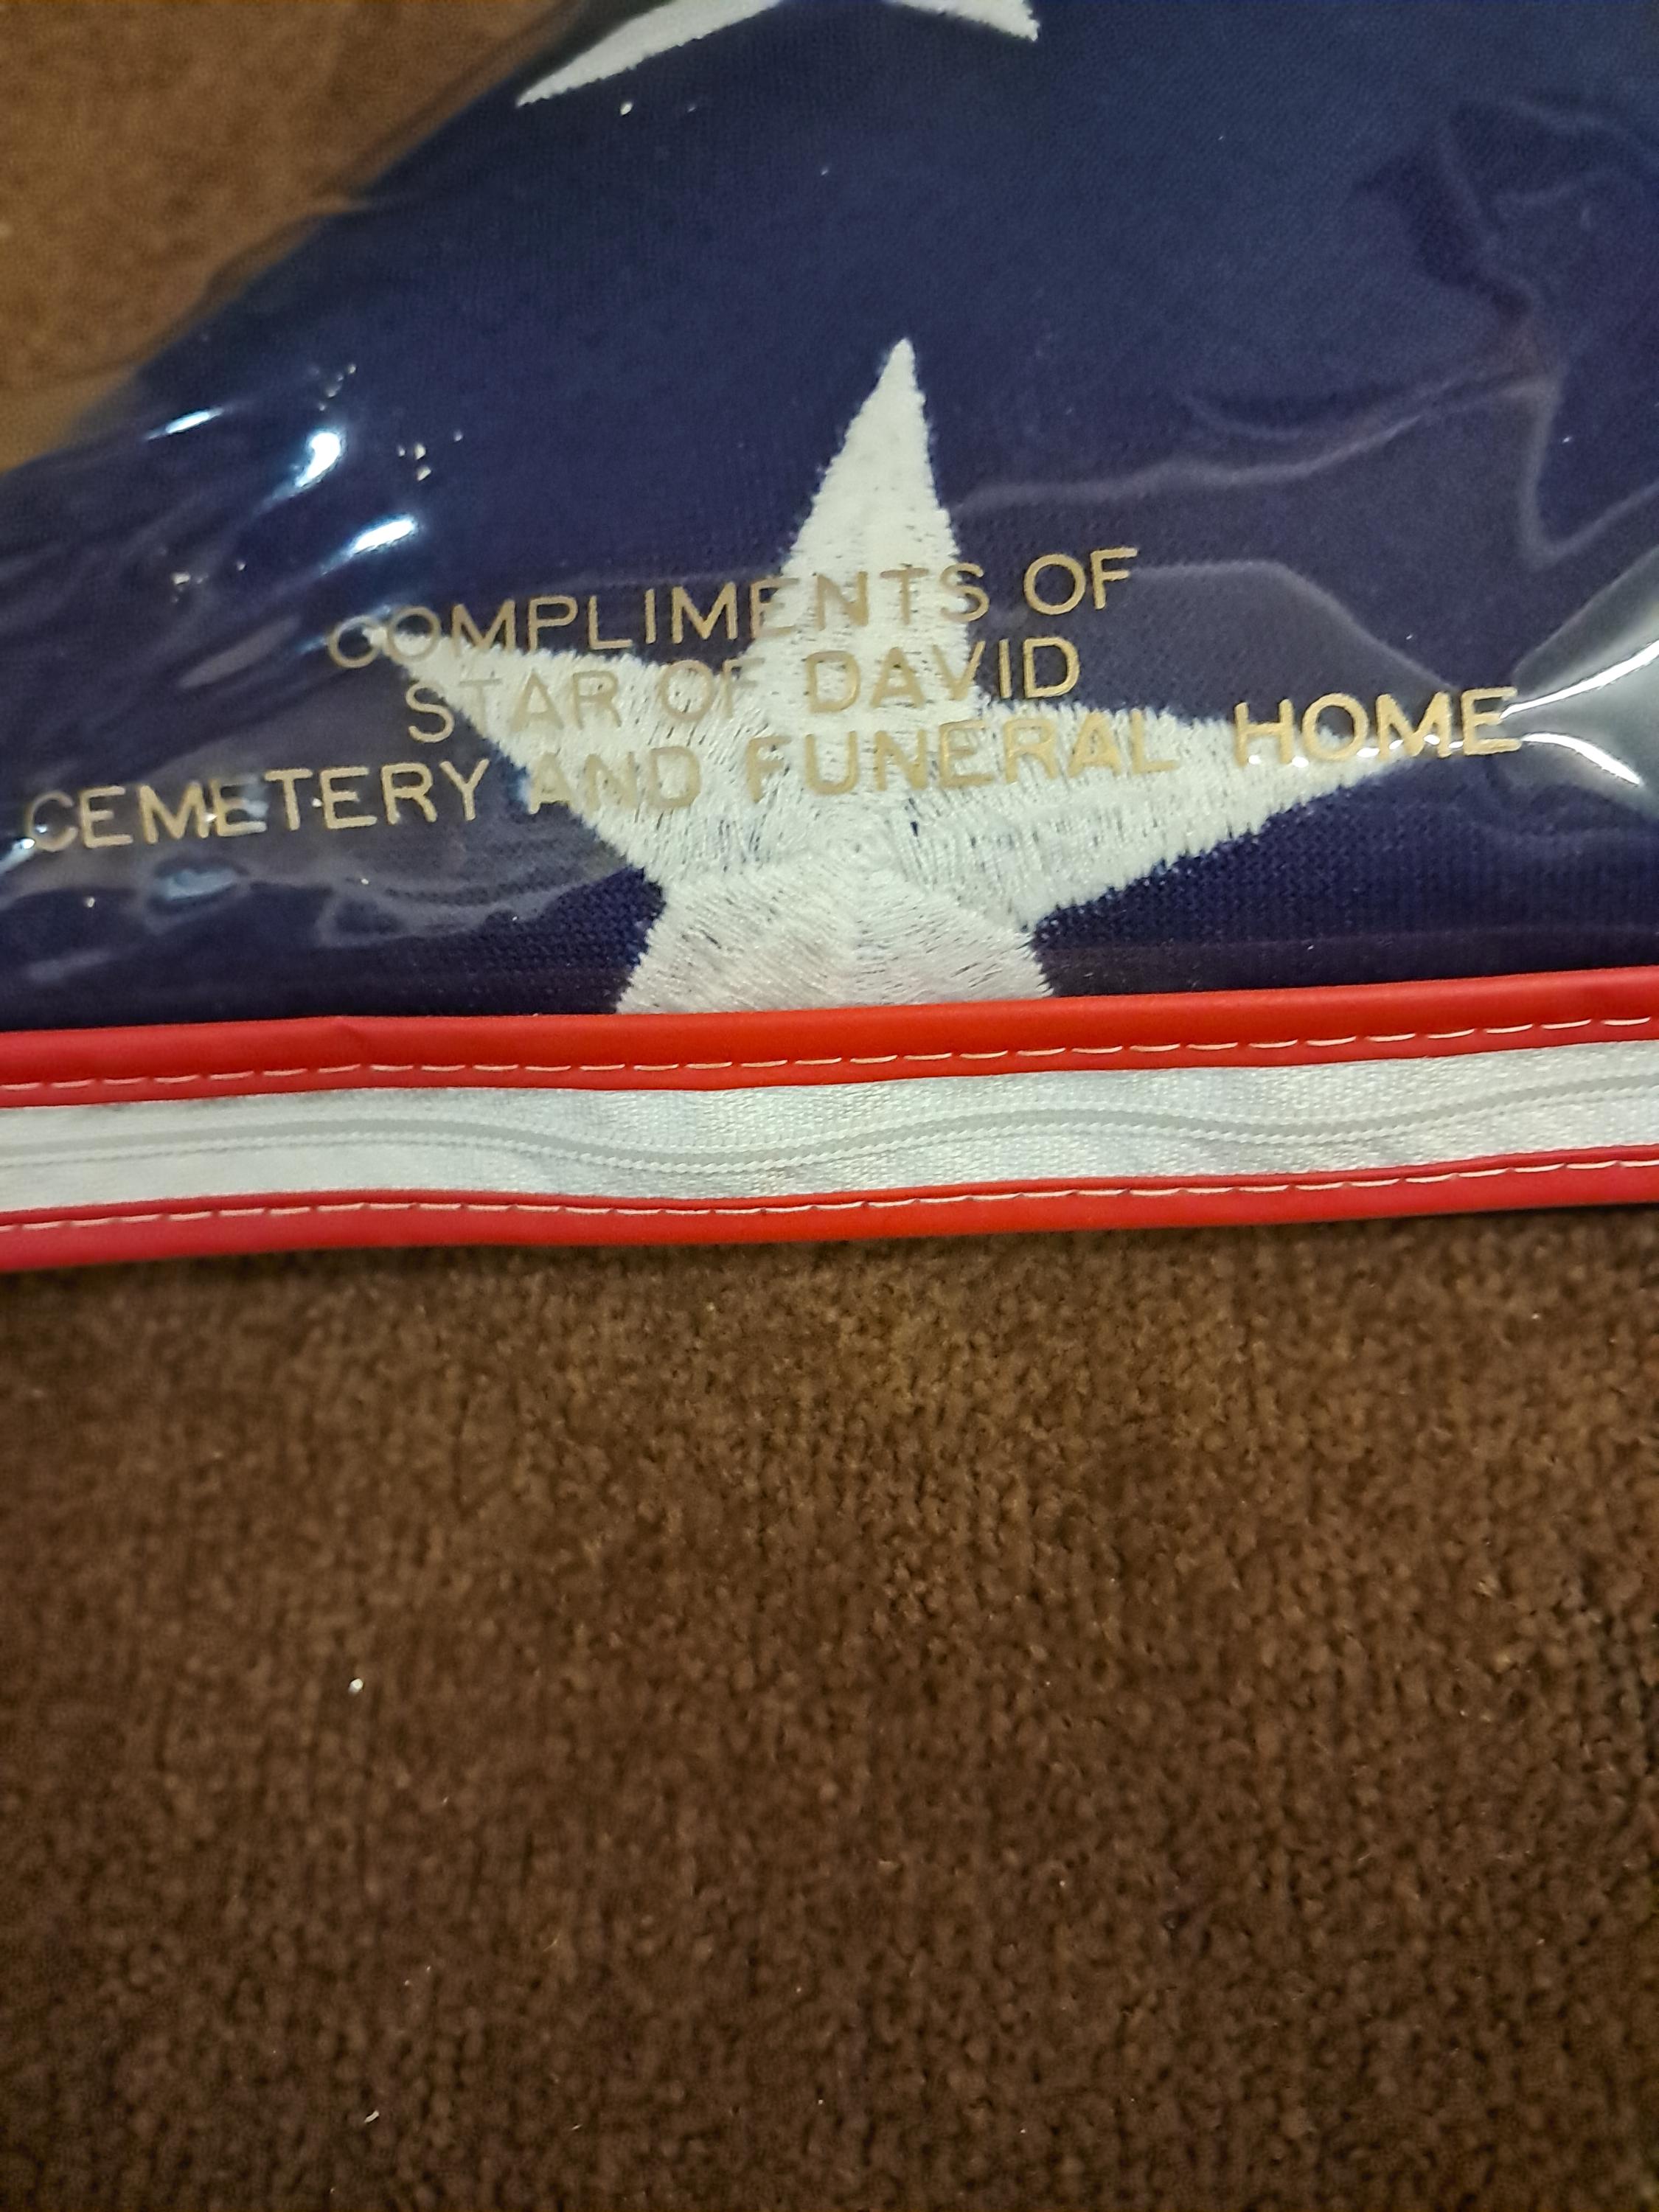 COMPLIMENTS OF
STAR OF DAVID
CEMETERY AND FUNERAL HOME